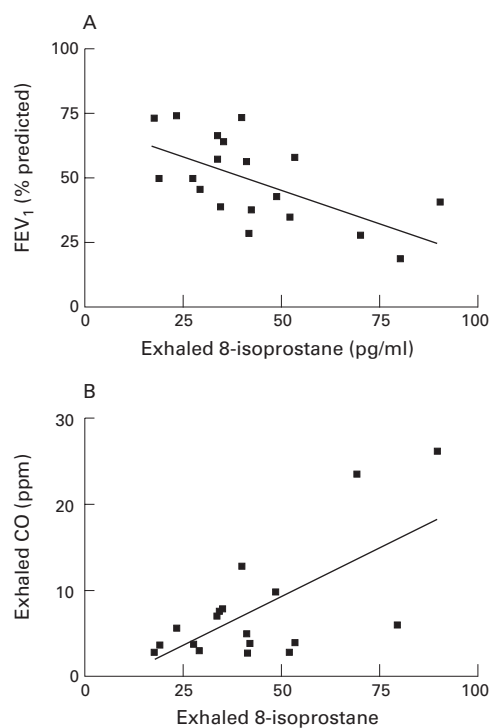 A
100
75
50
25
0
FEV₁ (% predicted)
0 25 50 75 100
Exhaled 8-isoprostane (pg/ml)
B
30
20
10
0
Exhaled CO (ppm)
0 25 50 75 100
Exhaled 8-isoprostane